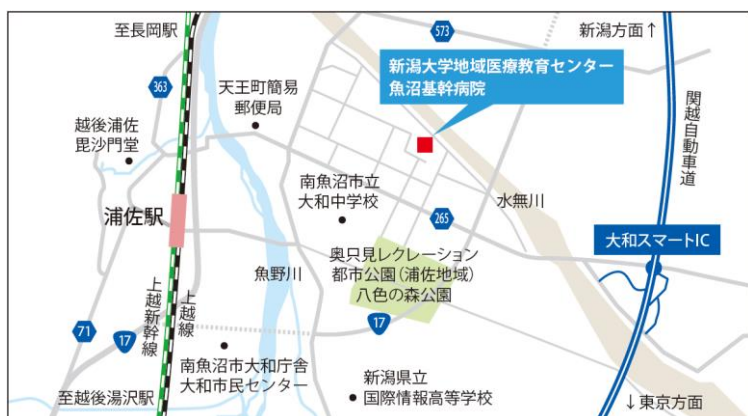 至長岡駅
573
新潟方面↑
新潟大学地域医療教育センター
魚沼基幹病院
363
天王町簡易
郵便局
関越自動車道
越後浦佐
毘沙門堂
南魚沼市立
大和中学校
水無川
浦佐駅
265
大和スマートIC
奥只見レクレーション
都市公園(浦佐地域)
八色の森公園
魚野川
上越新幹線
上越線
71
17
17
南魚沼市大和庁舎
大和市民センター
新潟県立
国際情報高等学校
至越後湯沢駅
↓東京方面